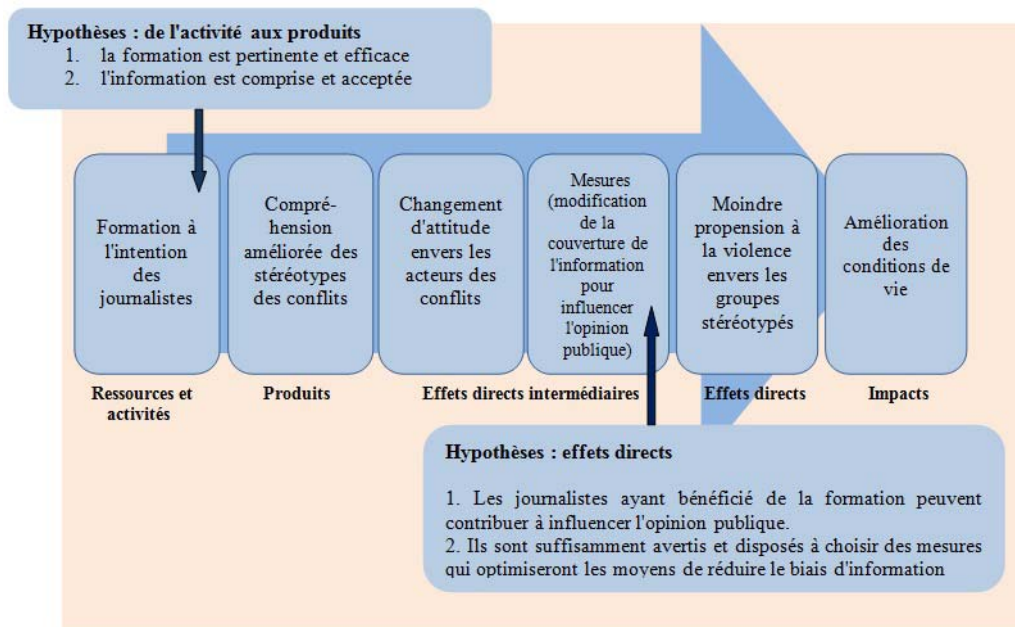 Hypothèses : de l'activité aux produits
1. la formation est pertinente et efficace
2. l'information est comprise et acceptée
Formation à
l'intention
des
journalistes
Compré-
hension
améliorée des
stéréotypes
des conflits
Changement
d'attitude
envers les
acteurs des
conflits
Mesures
(modification
de la
couverture de
l'information
pour
influencer
l'opinion
publique)
Moindre
propension à
la violence
envers les
groupes
stéréotypés
Amélioration
des
conditions de
vie
Ressources et
activités
Produits
Effets directs intermédiaires
Effets directs
Impacts
Hypothèses : effets directs
1. Les journalistes ayant bénéficié de la formation peuvent
contribuer à influencer l'opinion publique.
2. Ils sont suffisamment avertis et disposés à choisir des mesures
qui optimiseront les moyens de réduire le biais d'information